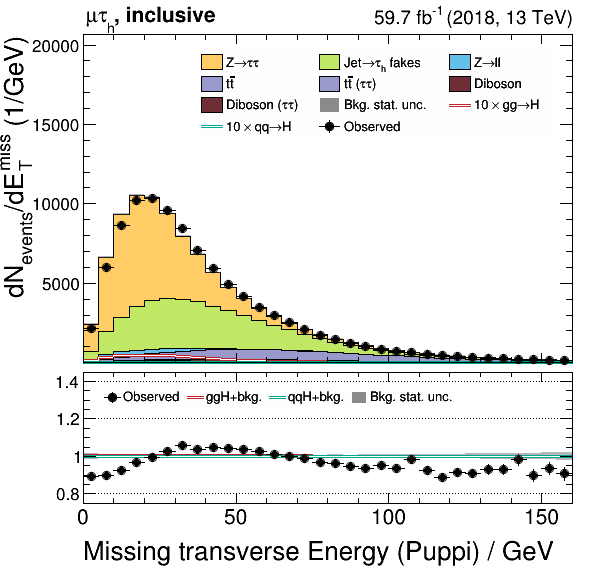 μτh, inclusive 59.7 fb-1 (2018, 13 TeV)
dNevents/dETmiss (1/GeV)
20000
15000
10000
5000
Z→ττ Jet→τh fakes Z→ll
tt̄ tt̄ (ττ) Diboson
Diboson (ττ) Bkg. stat. unc. 10 × gg→H
10 × qq→H Observed
1.4
1.2
1
0.8
Observed ggH+bkg. qqH+bkg. Bkg. stat. unc.
0 50 100 150
Missing transverse Energy (Puppi) / GeV